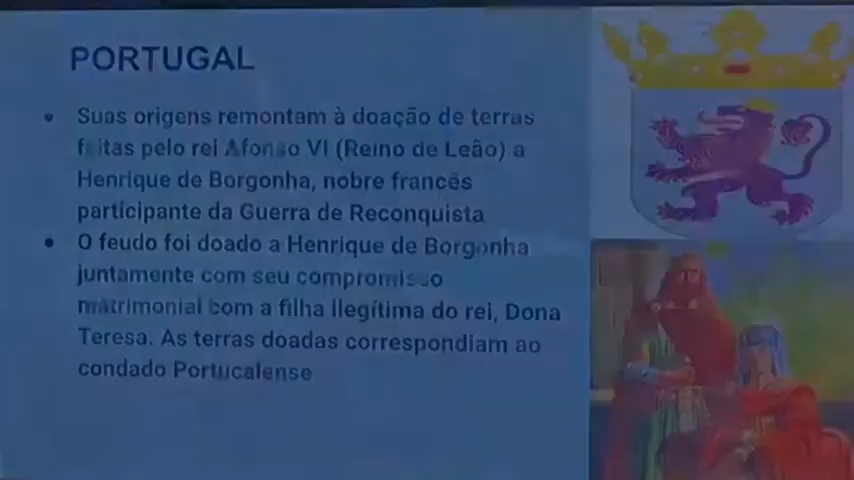 PORTUGAL
• Suas origens remontam à doação de terras
feitas pelo rei Afonso VI (Reino de Leão) a
Henrique de Borgonha, nobre francês
participante da Guerra de Reconquista
• O feudo foi doado a Henrique de Borgonha
juntamente com seu compromisso
matrimonial com a filha ilegítima do rei, Dona
Teresa. As terras doadas correspondiam ao
condado Portucalense